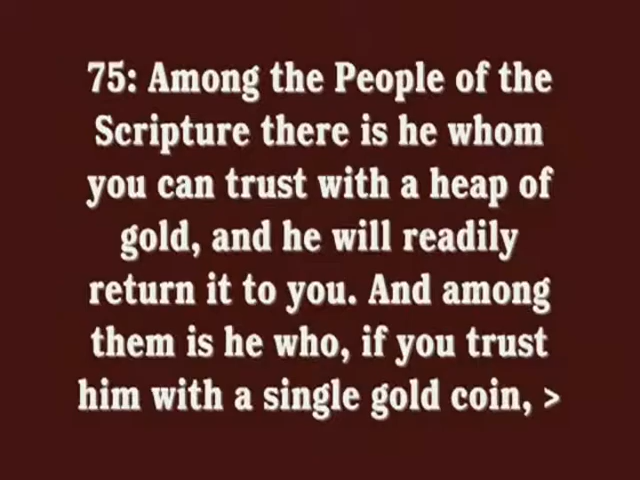 75: Among the People of the
Scripture there is he whom
you can trust with a heap of
gold, and he will readily
return it to you. And among
them is he who, if you trust
him with a single gold coin, >